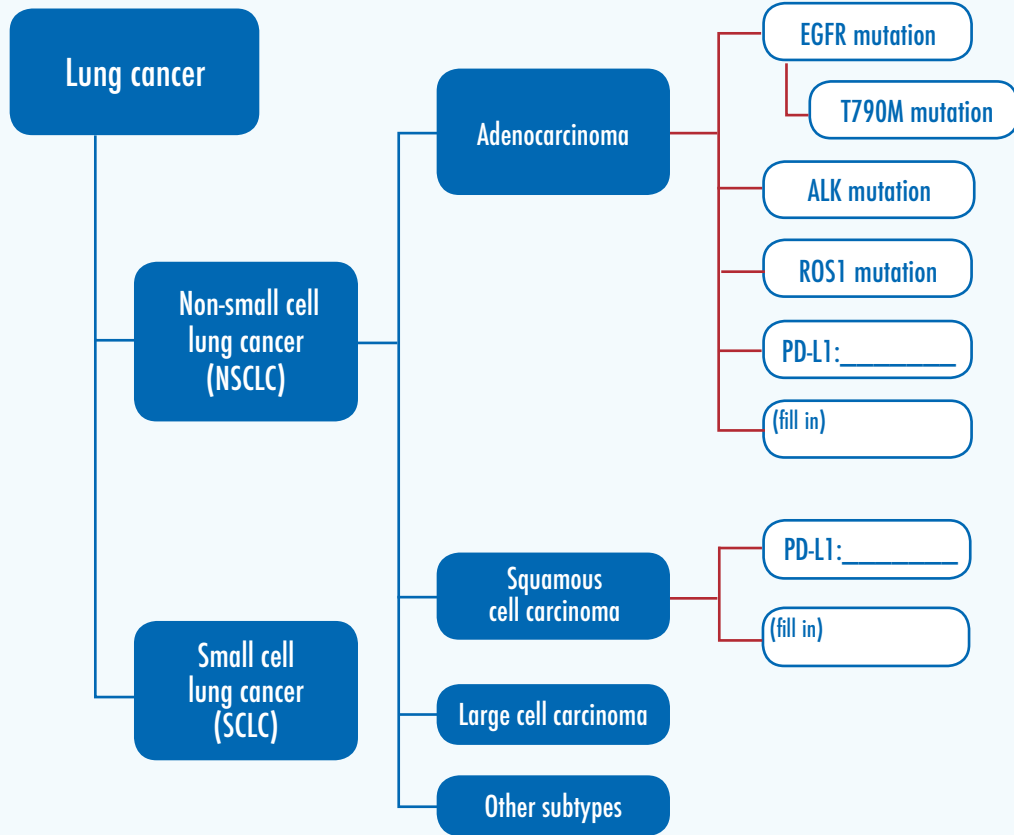 Lung cancer
Non-small cell
lung cancer
(NSCLC)
Small cell
lung cancer
(SCLC)
Adenocarcinoma
EGFR mutation
T790M mutation
ALK mutation
ROS1 mutation
PD-L1:________
(fill in)
Squamous
cell carcinoma
PD-L1:________
(fill in)
Large cell carcinoma
Other subtypes